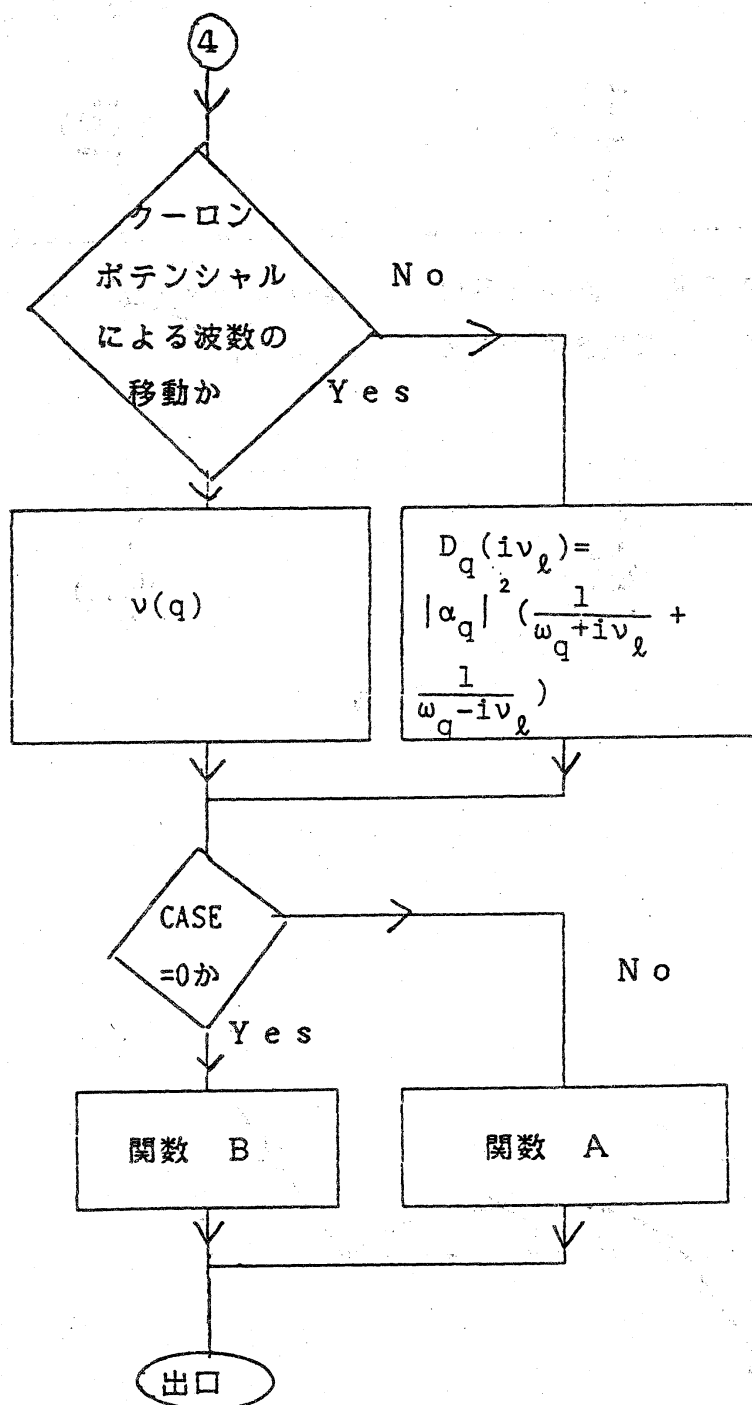 4
クーロン
ポテンシャル
による波数の
移動か
No
Yes
ν(q)
D_q(iν_ℓ)=
|α_q|^2(1/(ω_q+iν_ℓ) +
1/(ω_q-iν_ℓ))
CASE
=0か
No
Yes
関数 B
関数 A
出口